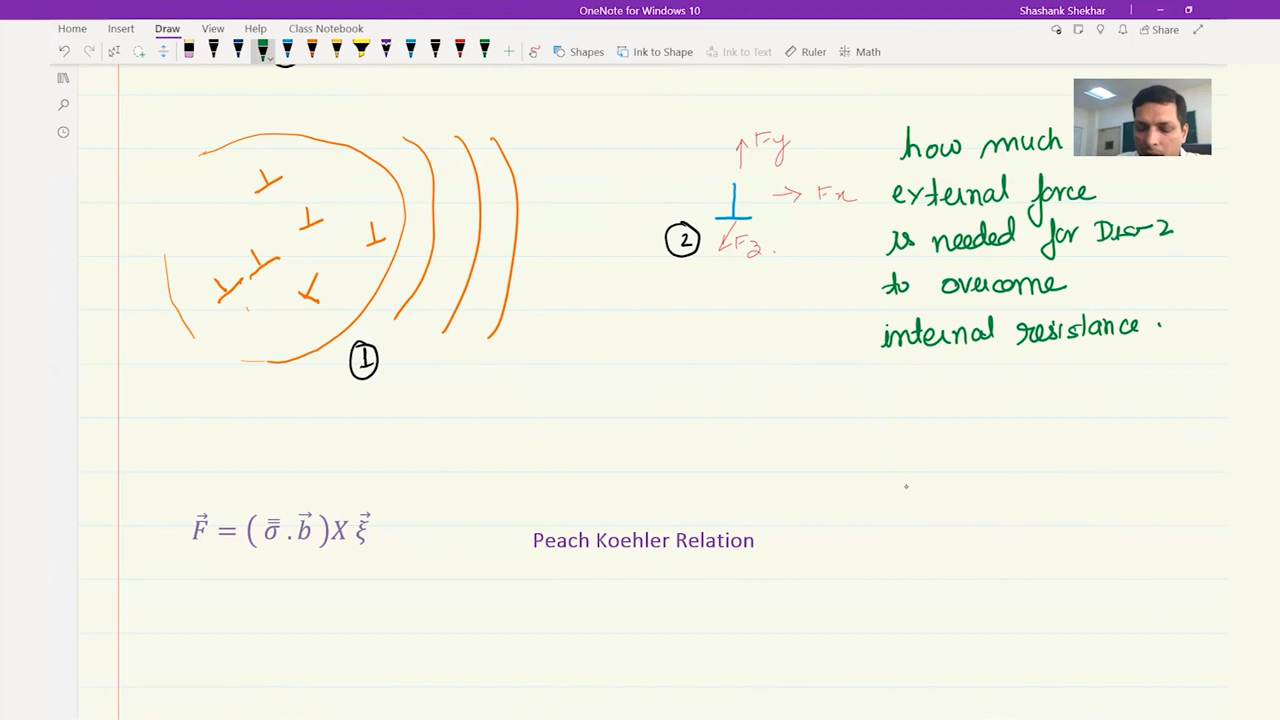 OneNote for Windows 10
Shashank Shekhar
Home Insert Draw View Help Class Notebook
Share
Shapes Ink to Shape Ink to Text Ruler Math
Fy
Fx
Fz
2
1
how much
external force
is needed for Diso-2
to overcome
internal resistance.
F⃗ = ( σ̿ . b⃗ )X ξ⃗
Peach Koehler Relation